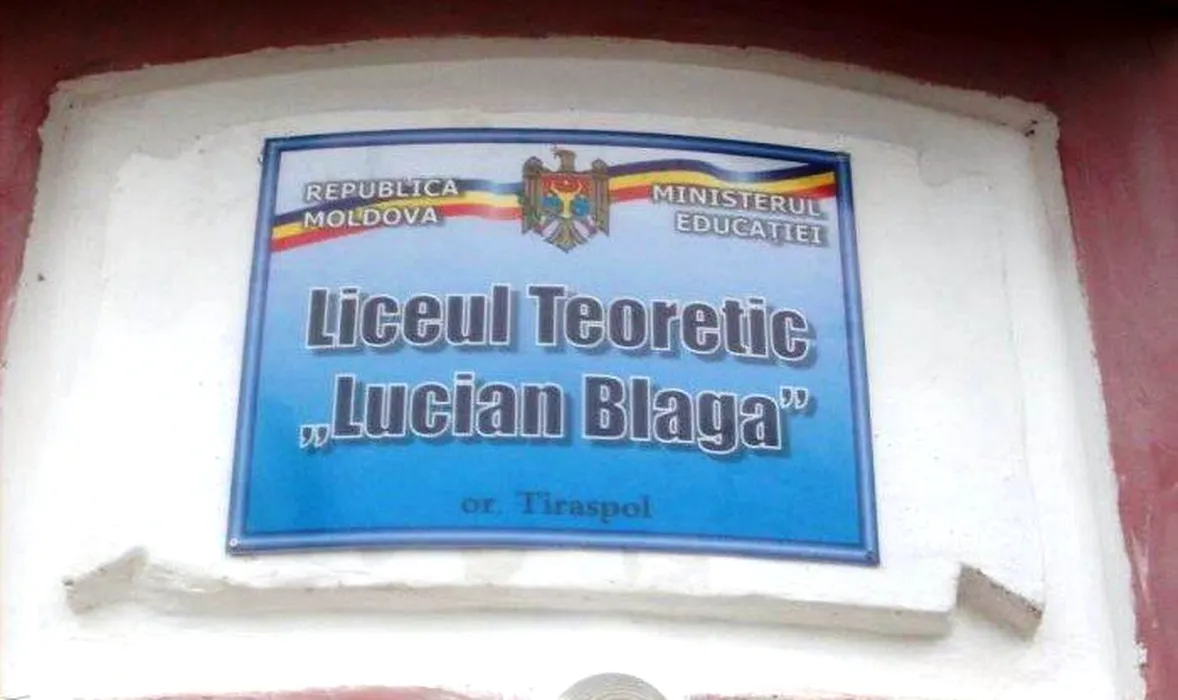 REPUBLICA
MOLDOVA
MINISTERUL
EDUCAȚIEI
Liceul Teoretic
„Lucian Blaga”
or. Tiraspol